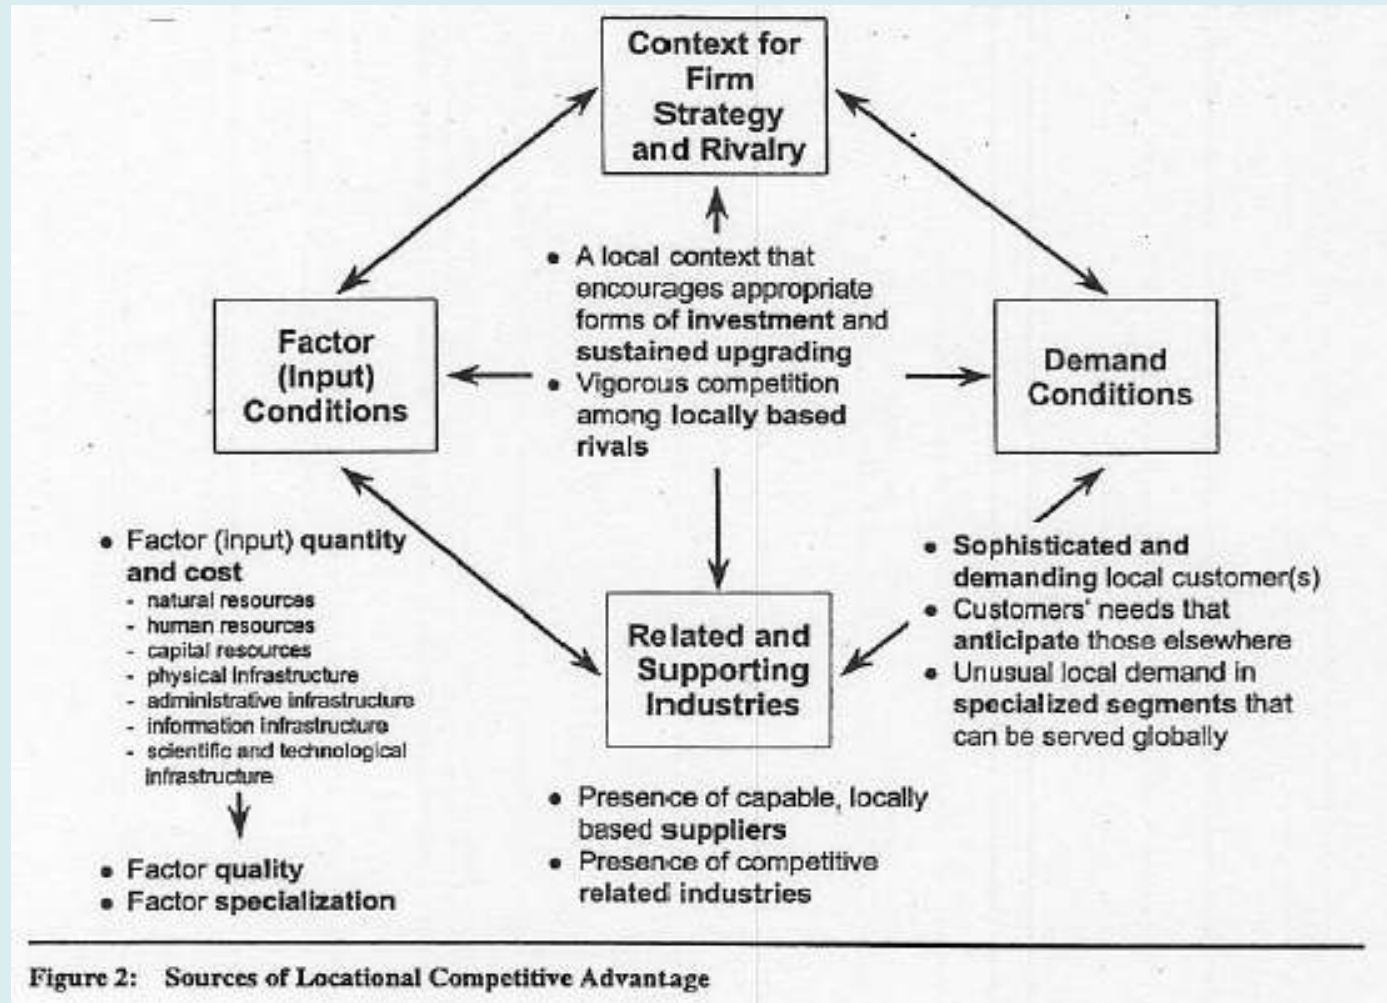 Context for
Firm
Strategy
and Rivalry
• A local context that
encourages appropriate
forms of investment and
sustained upgrading
• Vigorous competition
among locally based
rivals
Factor
(Input)
Conditions
Demand
Conditions
• Factor (input) quantity
and cost
- natural resources
- human resources
- capital resources
- physical infrastructure
- administrative infrastructure
- information infrastructure
- scientific and technological
infrastructure
• Factor quality
• Factor specialization
Related and
Supporting
Industries
• Presence of capable, locally
based suppliers
• Presence of competitive
related industries
• Sophisticated and
demanding local customer(s)
• Customers' needs that
anticipate those elsewhere
• Unusual local demand in
specialized segments that
can be served globally
Figure 2: Sources of Locational Competitive Advantage